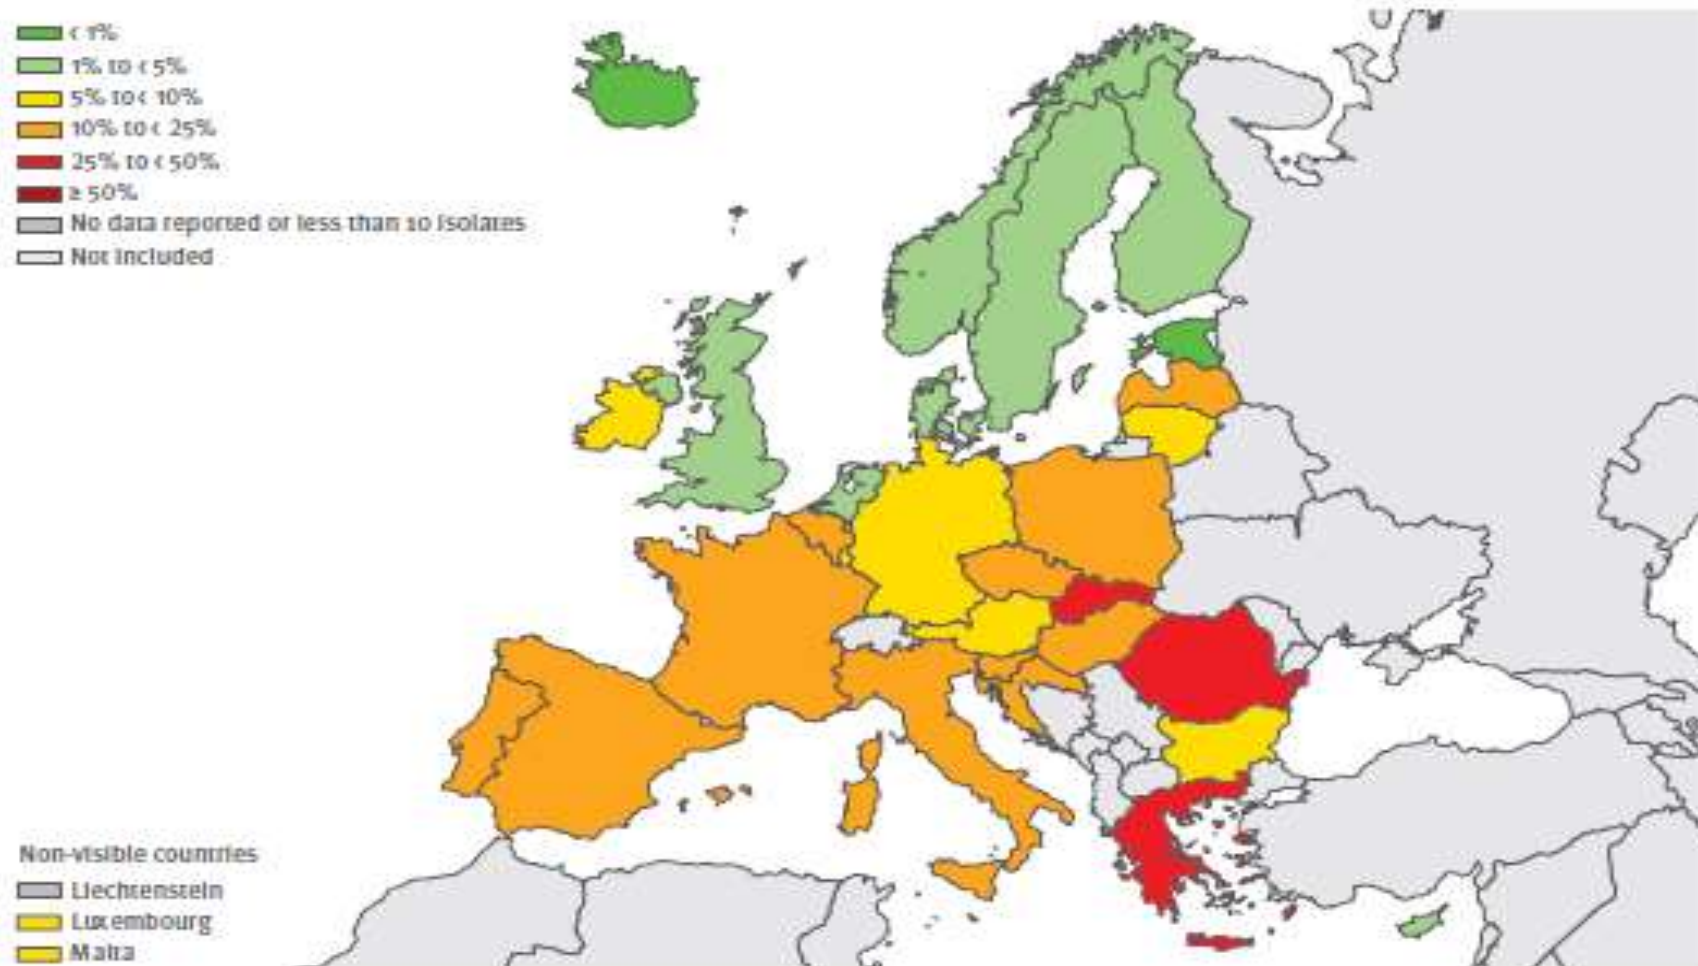 < 1%
1% to < 5%
5% to < 10%
10% to < 25%
25% to < 50%
≥ 50%
No data reported or less than 10 isolates
Not included
Non-visible countries
Liechtenstein
Luxembourg
Malta